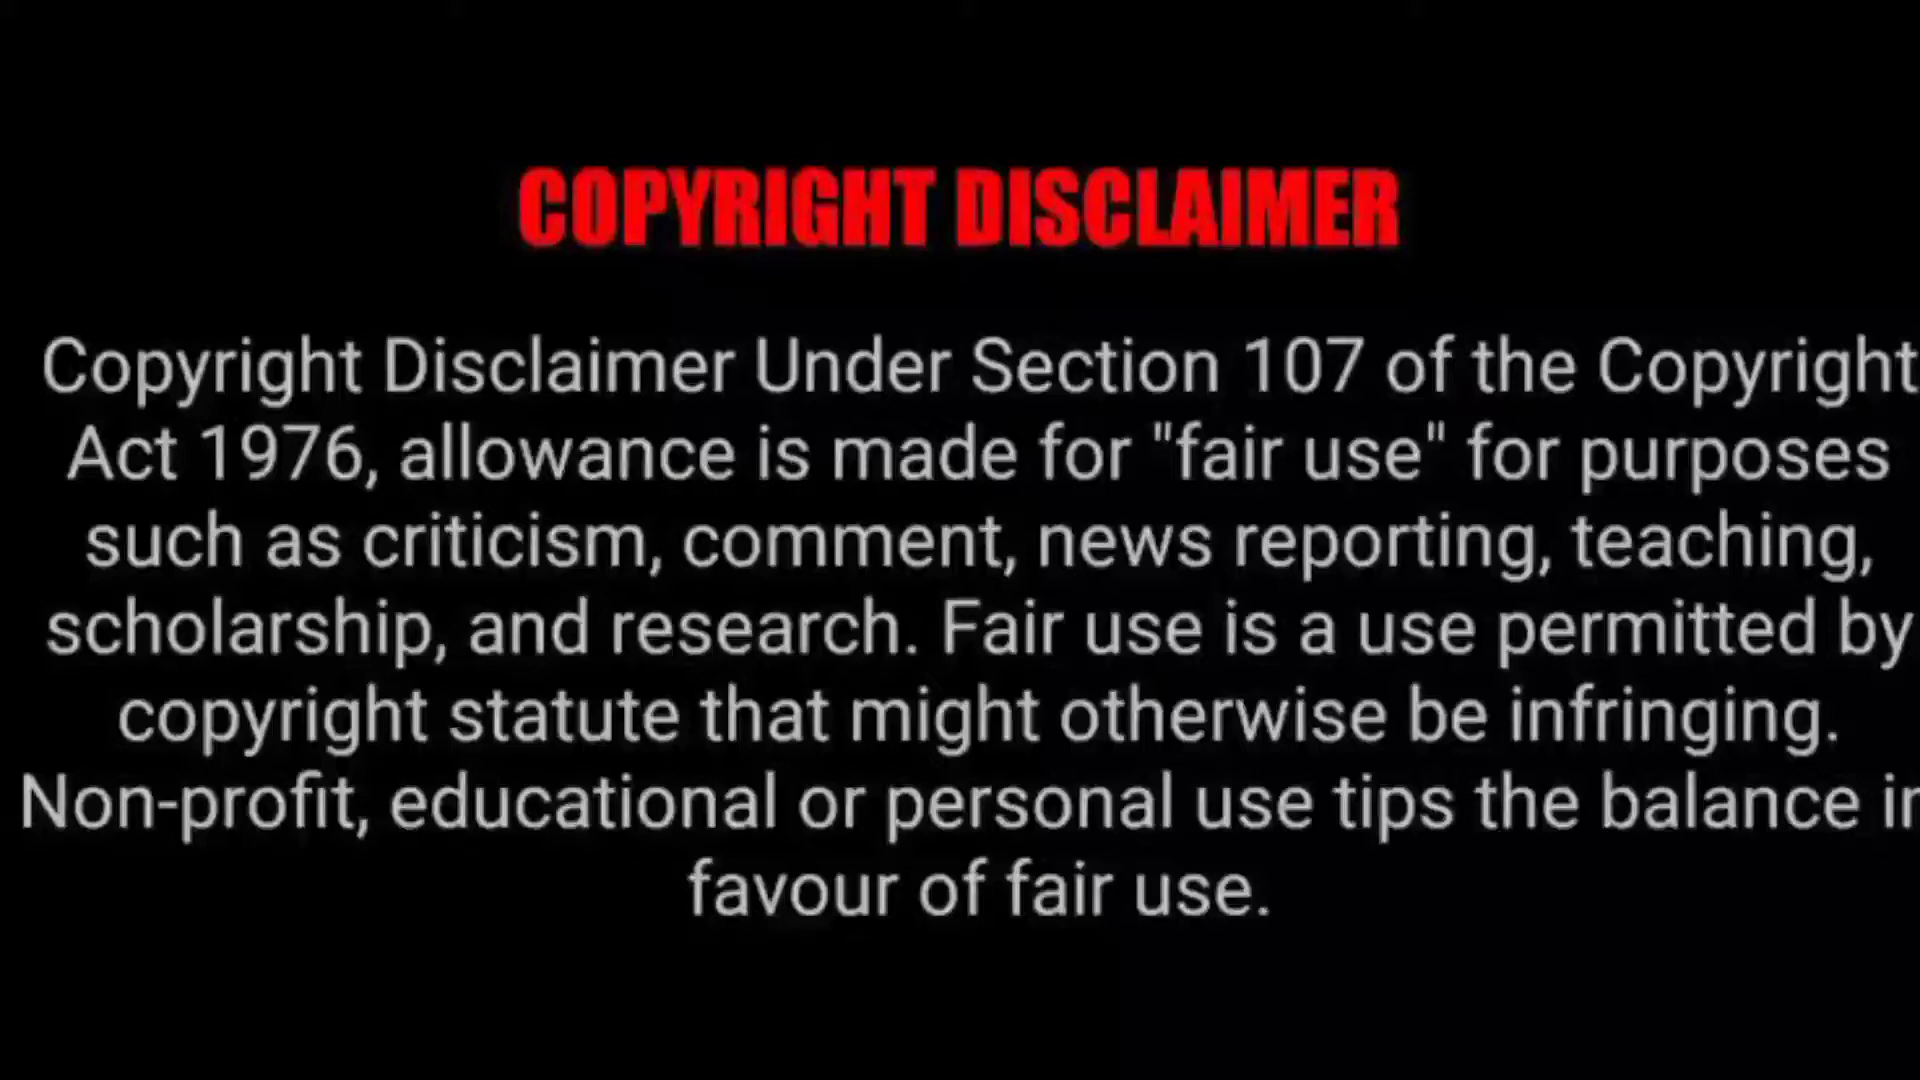 COPYRIGHT DISCLAIMER
Copyright Disclaimer Under Section 107 of the Copyright
Act 1976, allowance is made for "fair use" for purposes
such as criticism, comment, news reporting, teaching,
scholarship, and research. Fair use is a use permitted by
copyright statute that might otherwise be infringing.
Non-profit, educational or personal use tips the balance in
favour of fair use.